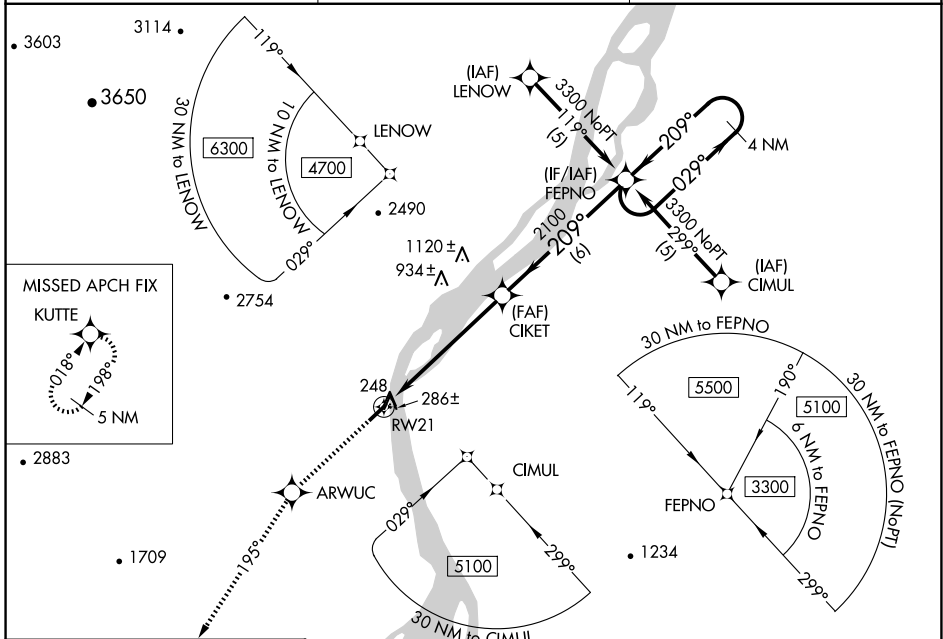 3603
3114
3650
119°
30 NM to LENOW
10 NM to LENOW
6300
4700
LENOW
029°
2490
2754
1120 ±
934 ±
(IAF)
LENOW
3300 NoPT
119°
(5)
(IF/IAF)
FEPNO
209°
029°
4 NM
3300 NoPT
299°
(5)
(IAF)
CIMUL
2100
209°
(6)
(FAF)
CIKET
MISSED APCH FIX
KUTTE
018°
198°
5 NM
248
286±
RW21
ARWUC
195°
2883
1709
CIMUL
029°
299°
5100
30 NM to CIMUL
30 NM to FEPNO
5500
119°
190°
5100
30 NM to FEPNO (NoPT)
6 NM to FEPNO
3300
FEPNO
299°
1234